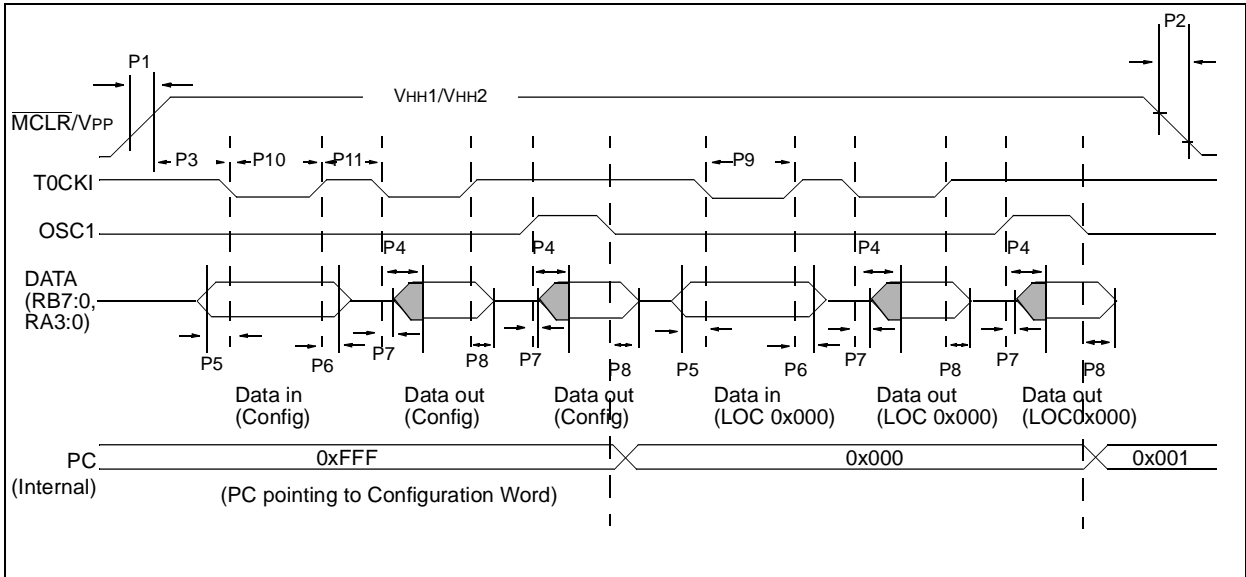 P2
P1
VHH1/VHH2
MCLR/VPP
P3 P10 P11 P9
T0CKI
OSC1
P4 P4 P4 P4
DATA
(RB7:0,
RA3:0)
P5 P6 P7 P8 P7 P8 P5 P6 P7 P8 P7 P8
Data in Data out Data out Data in Data out Data out
(Config) (Config) (Config) (LOC 0x000) (LOC 0x000) (LOC0x000)
PC 0xFFF 0x000 0x001
(Internal)
(PC pointing to Configuration Word)